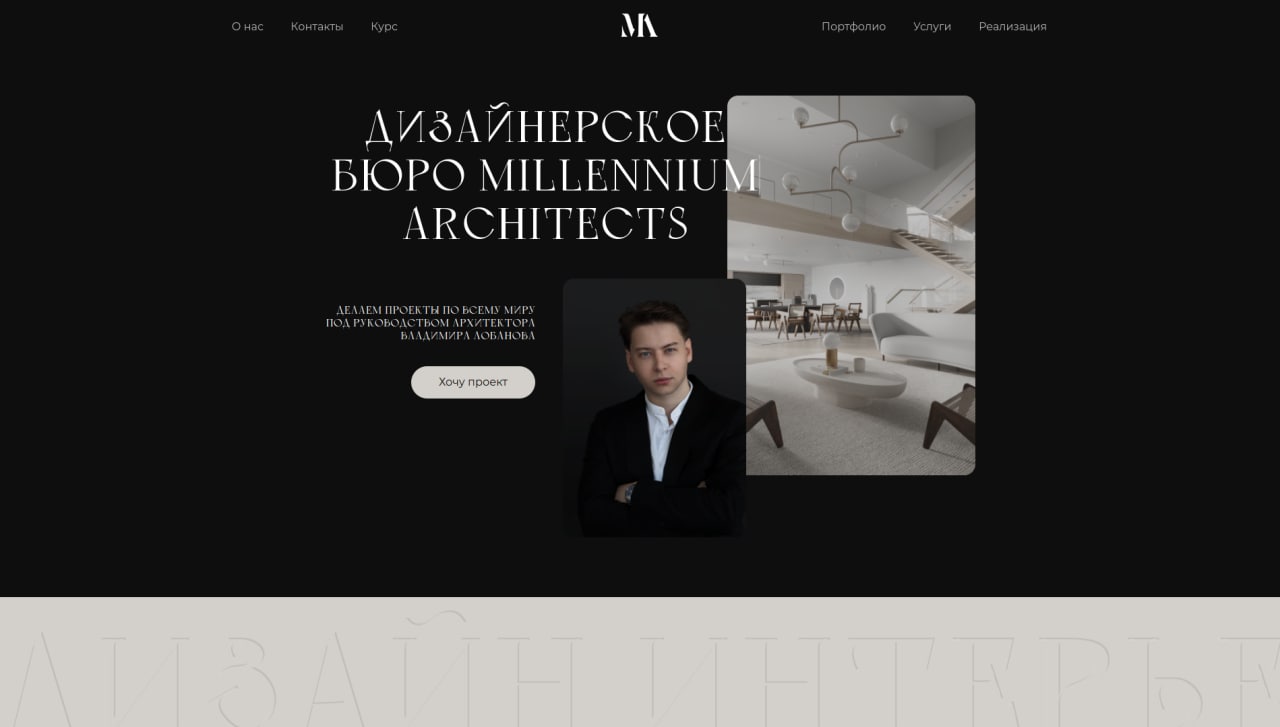 О нас
Контакты
Курс
MA
Портфолио
Услуги
Реализация
ДИЗАЙНЕРСКОЕ
БЮРО MILLENNIUM
ARCHITECTS
ДЕЛАЕМ ПРОЕКТЫ ПО ВСЕМУ МИРУ
ПОД РУКОВОДСТВОМ АРХИТЕКТОРА
ВЛАДИМИРА ЛОБАНОВА
Хочу проект
ДИЗАЙН ИНТЕРЬЕ